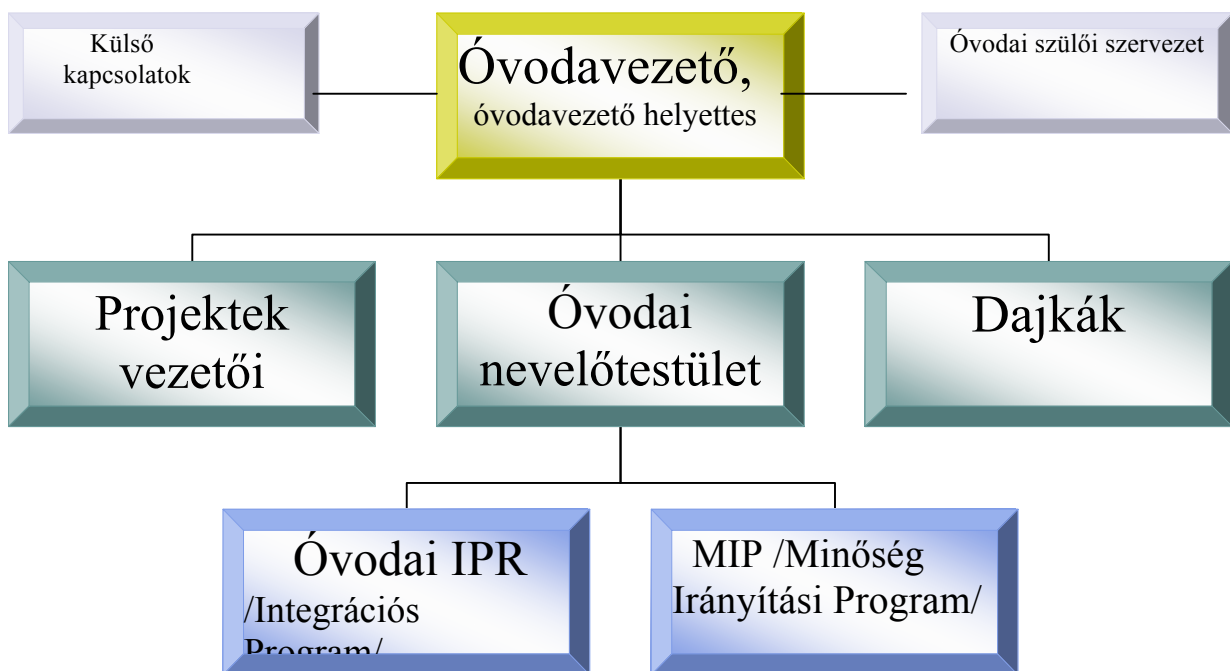 Külső
kapcsolatok
Óvodavezető,
óvodavezető helyettes
Óvodai szülői szervezet
Projektek
vezetői
Óvodai
nevelőtestület
Dajkák
Óvodai IPR
/Integrációs
Program/
MIP /Minőség
Irányítási Program/